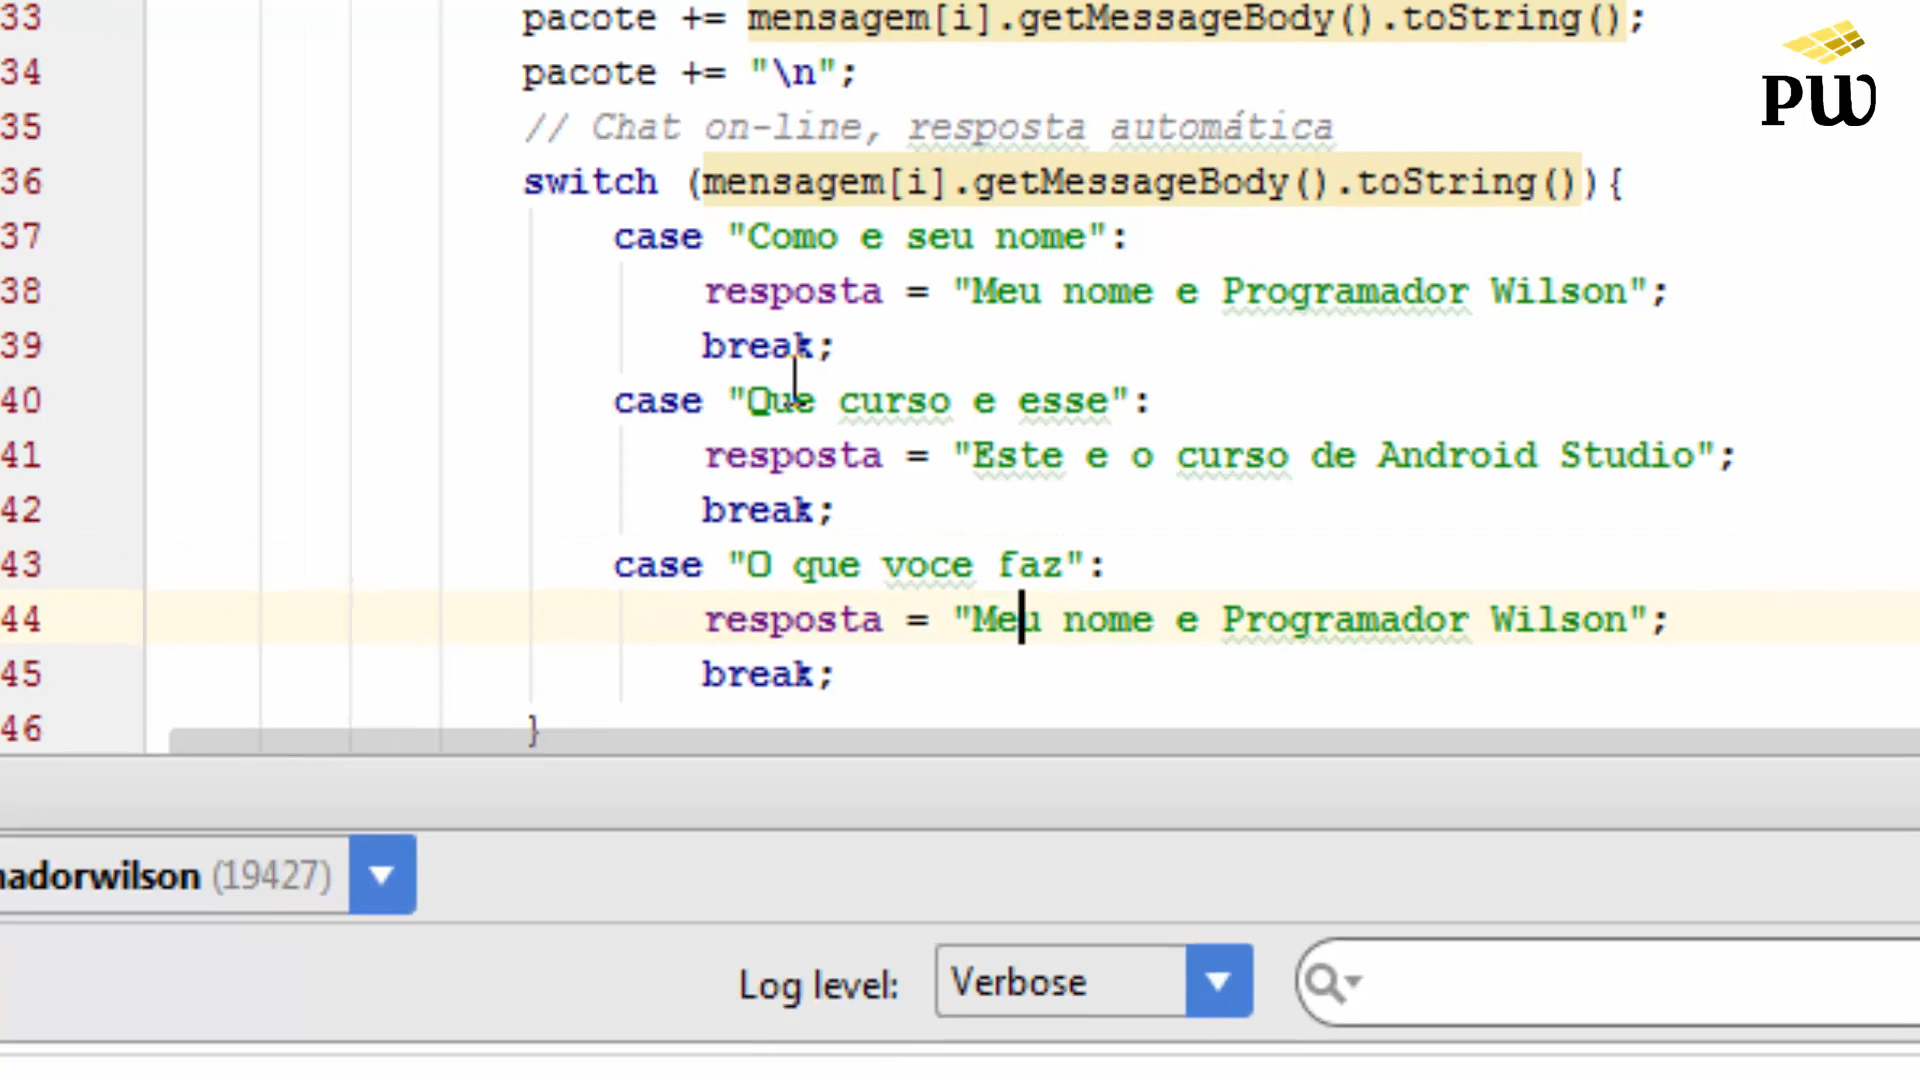 33 pacote += mensagem[i].getMessageBody().toString();
34 pacote += "\n";
35 // Chat on-line, resposta automática
36 switch (mensagem[i].getMessageBody().toString()){
37 case "Como e seu nome":
38 resposta = "Meu nome e Programador Wilson";
39 break;
40 case "Que curso e esse":
41 resposta = "Este e o curso de Android Studio";
42 break;
43 case "O que voce faz":
44 resposta = "Meu nome e Programador Wilson";
45 break;
46 }
PW
nadorwilson (19427)
Log level: Verbose